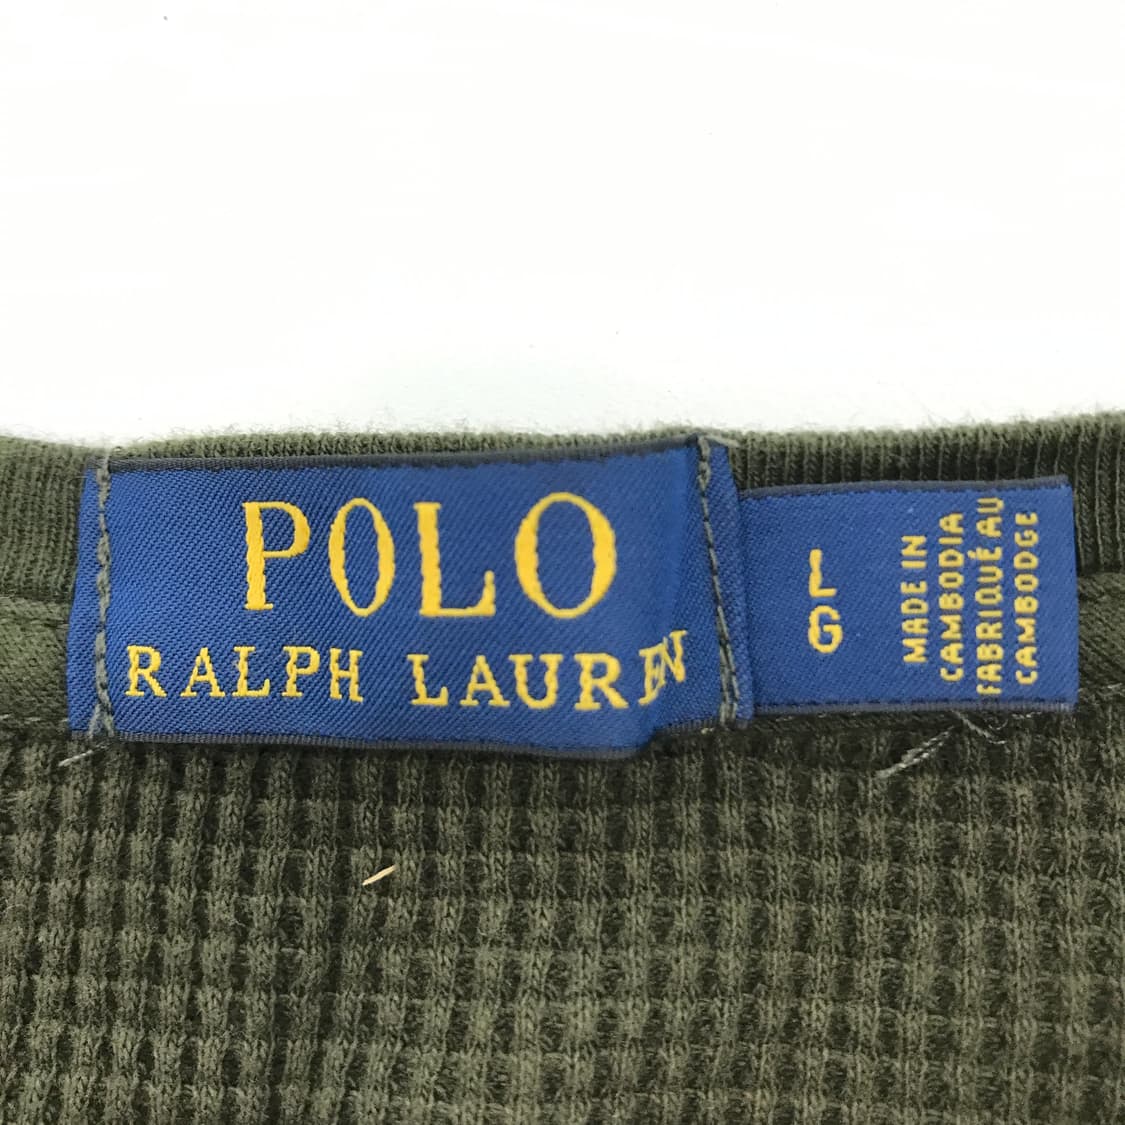 POLO
RALPH LAUREN
L
G
MADE IN
CAMBODIA
FABRIQUÉ AU
CAMBODGE